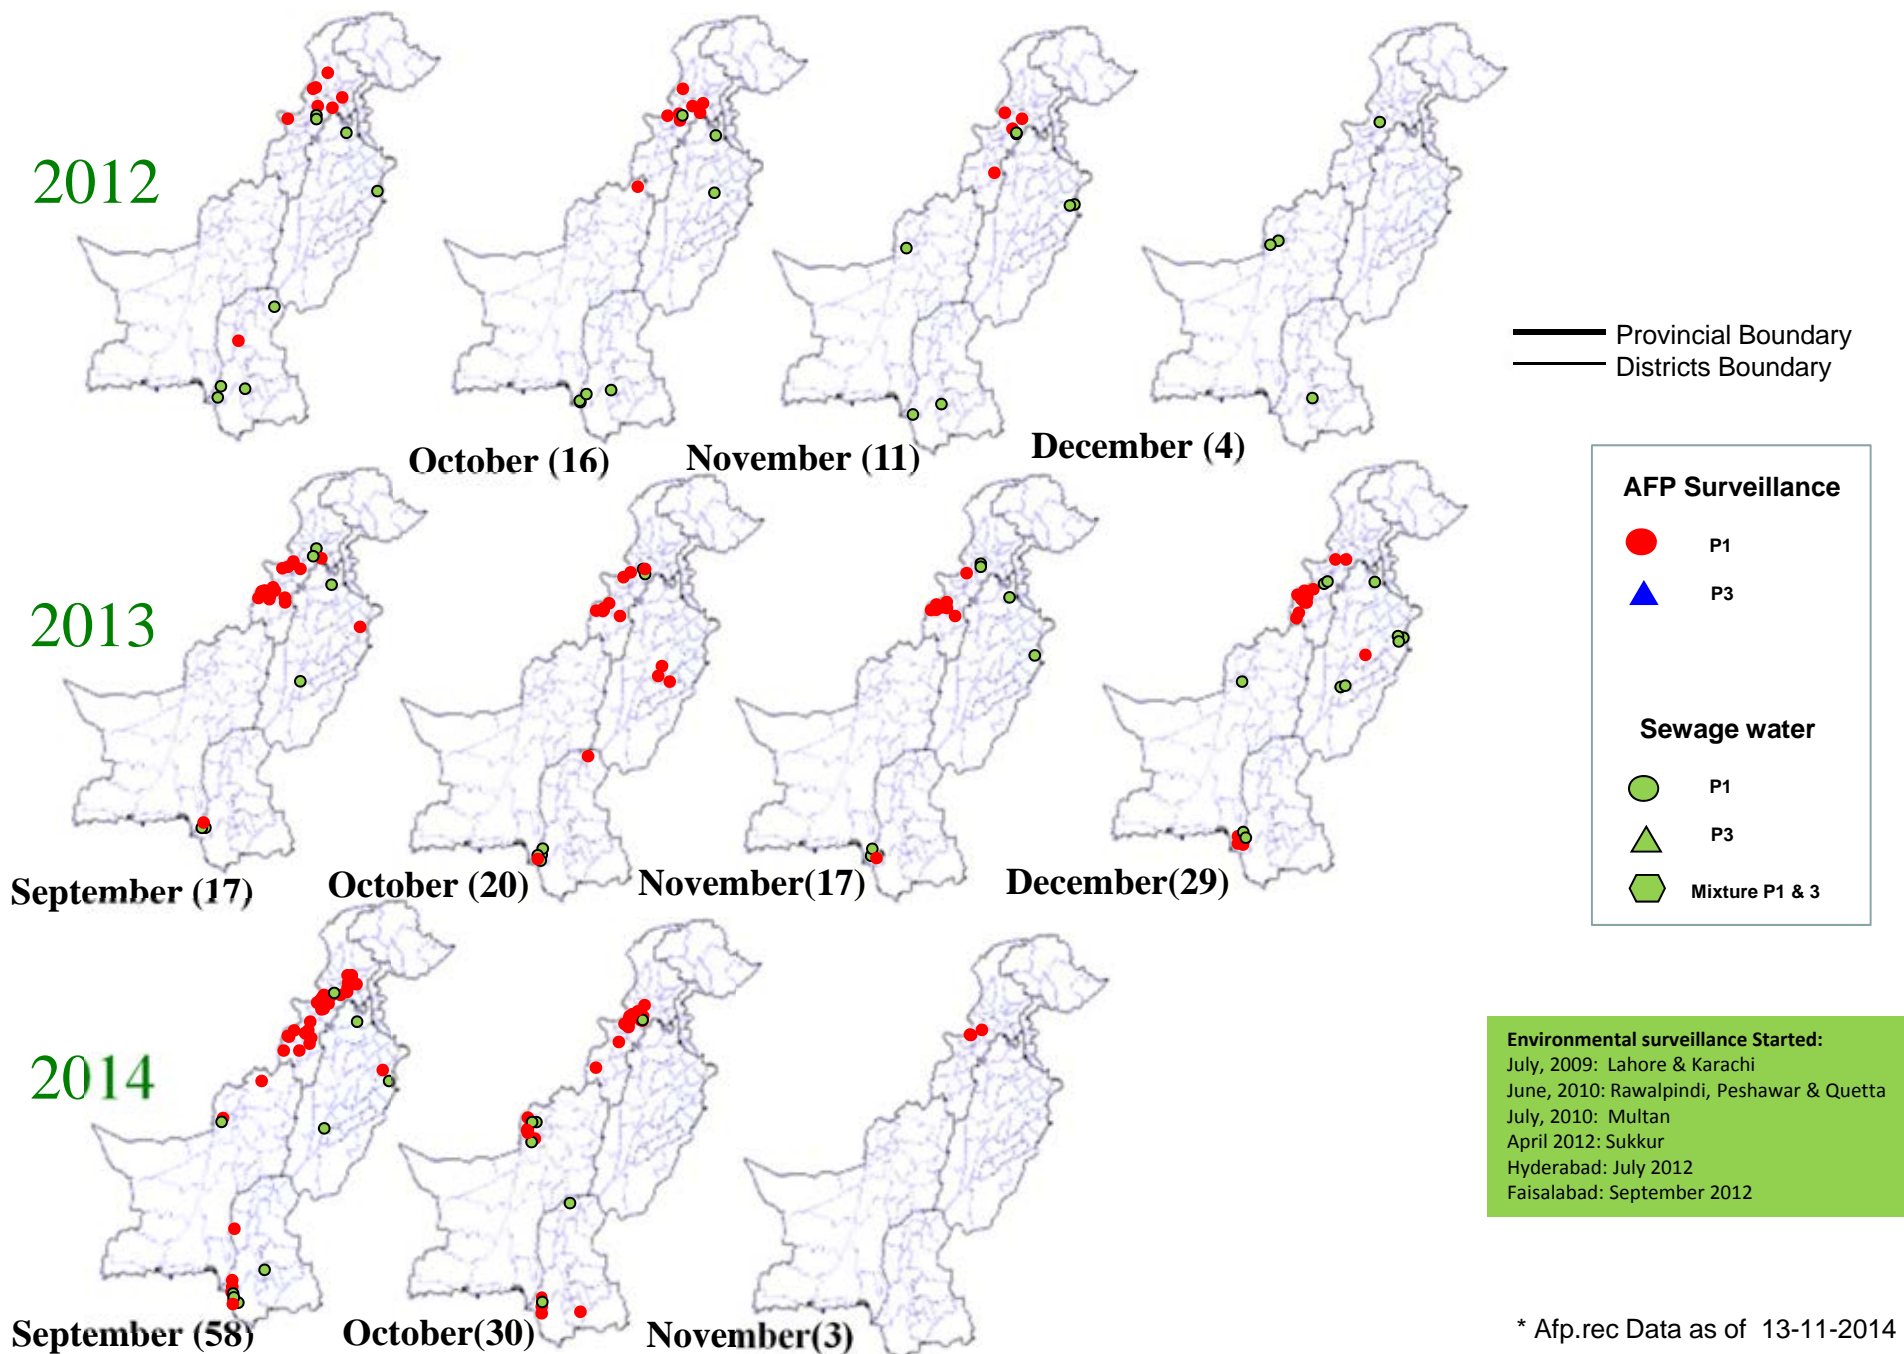 2012
October (16)
November (11)
December (4)
Provincial Boundary
Districts Boundary
AFP Surveillance
P1
P3
Sewage water
P1
P3
Mixture P1 & 3
2013
September (17)
October (20)
November(17)
December(29)
2014
September (58)
October(30)
November(3)
Environmental surveillance Started:
July, 2009: Lahore & Karachi
June, 2010: Rawalpindi, Peshawar & Quetta
July, 2010: Multan
April 2012: Sukkur
Hyderabad: July 2012
Faisalabad: September 2012
* Afp.rec Data as of 13-11-2014